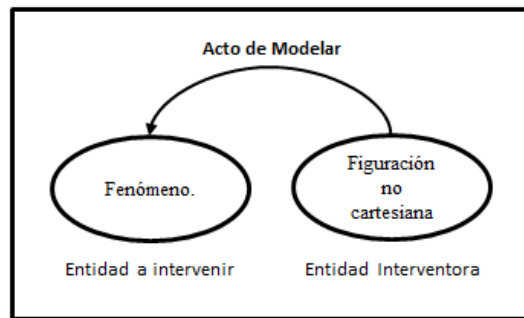 Acto de Modelar
Fenómeno.
Figuración
no
cartesiana
Entidad a intervenir
Entidad Interventora